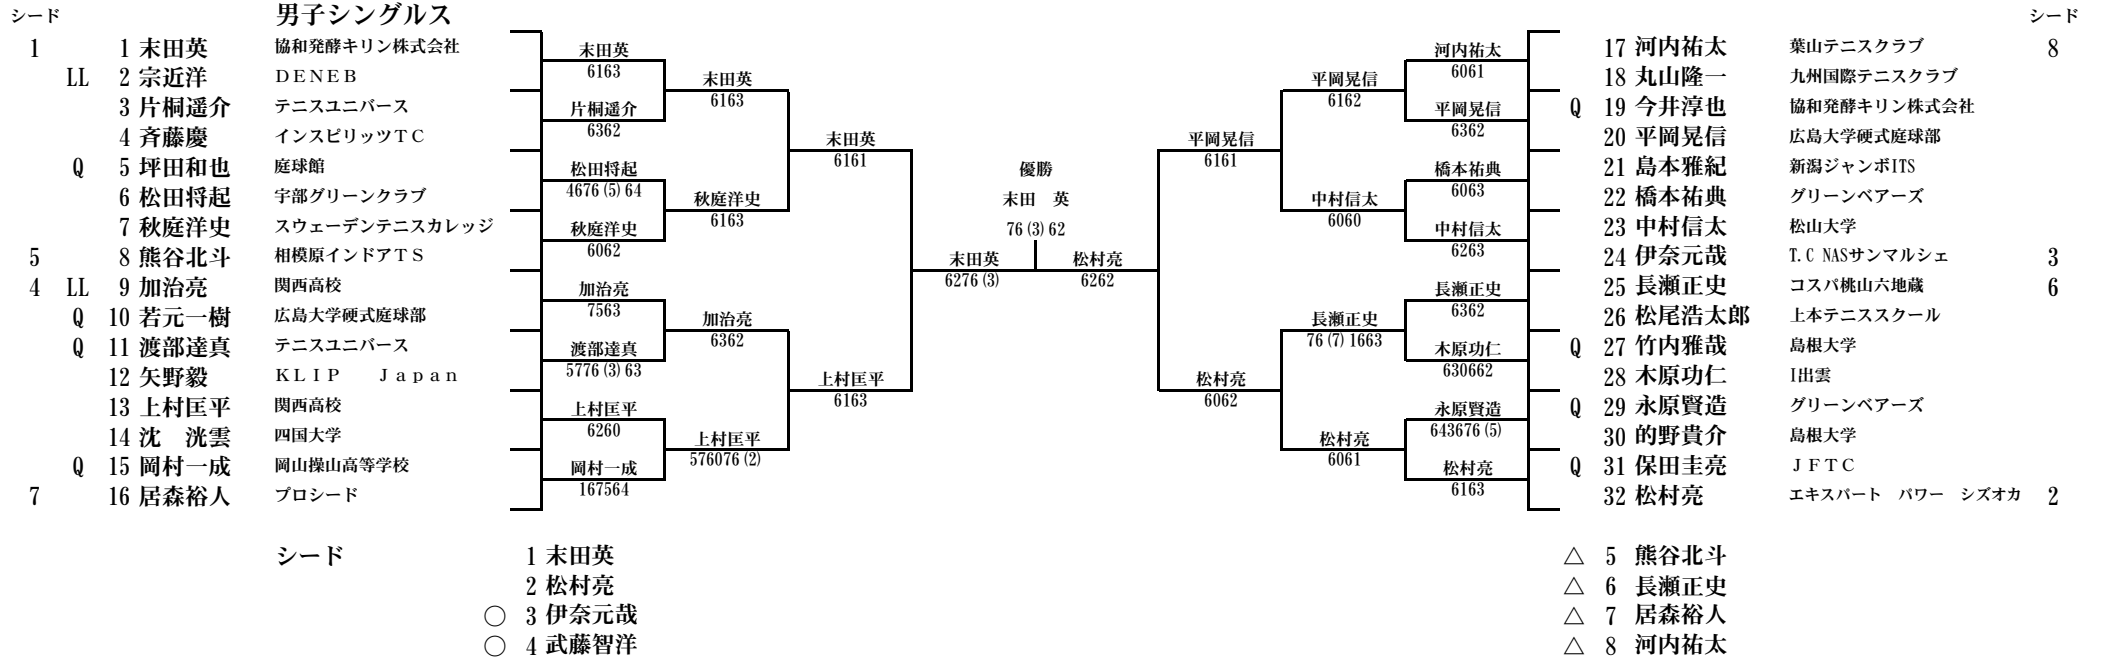 シード 男子シングルス シード
1 1 末田英 協和発酵キリン株式会社
LL 2 宗近洋 ＤＥＮＥＢ
3 片桐遥介 テニスユニバース
4 斉藤慶 インスピリッツＴＣ
Q 5 坪田和也 庭球館
6 松田将起 宇部グリーンクラブ
7 秋庭洋史 スウェーデンテニスカレッジ
5 8 熊谷北斗 相模原インドアＴＳ
4 LL 9 加治亮 関西高校
Q 10 若元一樹 広島大学硬式庭球部
Q 11 渡部達真 テニスユニバース
12 矢野毅 ＫＬＩＰ　Ｊａｐａｎ
13 上村匡平 関西高校
14 沈　洸雲 四国大学
Q 15 岡村一成 岡山操山高等学校
7 16 居森裕人 プロシード
末田英
6163
片桐遥介
6362
松田将起
4676(5)64
秋庭洋史
6062
加治亮
7563
渡部達真
5776(3)63
上村匡平
6260
岡村一成
167564
末田英
6163
秋庭洋史
6163
加治亮
6362
上村匡平
576076(2)
末田英
6161
上村匡平
6163
末田英
6276(3)
優勝
末田　英
76(3)62
松村亮
6262
平岡晃信
6161
松村亮
6062
平岡晃信
6162
中村信太
6060
長瀬正史
76(7)1663
松村亮
6061
河内祐太
6061
平岡晃信
6362
橋本祐典
6063
中村信太
6263
長瀬正史
6362
木原功仁
630662
永原賢造
643676(5)
松村亮
6163
17 河内祐太 葉山テニスクラブ 8
18 丸山隆一 九州国際テニスクラブ
Q 19 今井淳也 協和発酵キリン株式会社
20 平岡晃信 広島大学硬式庭球部
21 島本雅紀 新潟ジャンボITS
22 橋本祐典 グリーンベアーズ
23 中村信太 松山大学
24 伊奈元哉 T.C NASサンマルシェ 3
25 長瀬正史 コスパ桃山六地蔵 6
26 松尾浩太郎 上本テニススクール
Q 27 竹内雅哉 島根大学
28 木原功仁 I出雲
Q 29 永原賢造 グリーンベアーズ
30 的野貴介 島根大学
Q 31 保田圭亮 ＪＦＴＣ
32 松村亮 エキスパート　パワー　シズオカ 2
シード 1 末田英
2 松村亮
○ 3 伊奈元哉
○ 4 武藤智洋
△ 5 熊谷北斗
△ 6 長瀬正史
△ 7 居森裕人
△ 8 河内祐太